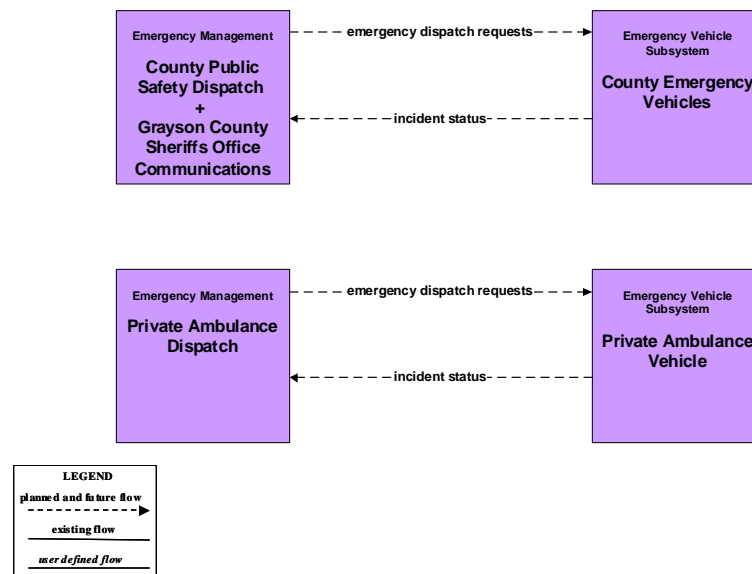 Emergency Management
County Public
Safety Dispatch
+
Grayson County
Sheriffs Office
Communications
emergency dispatch requests
incident status
Emergency Vehicle
Subsystem
County Emergency
Vehicles
Emergency Management
Private Ambulance
Dispatch
emergency dispatch requests
incident status
Emergency Vehicle
Subsystem
Private Ambulance
Vehicle
LEGEND
planned and future flow
existing flow
user defined flow